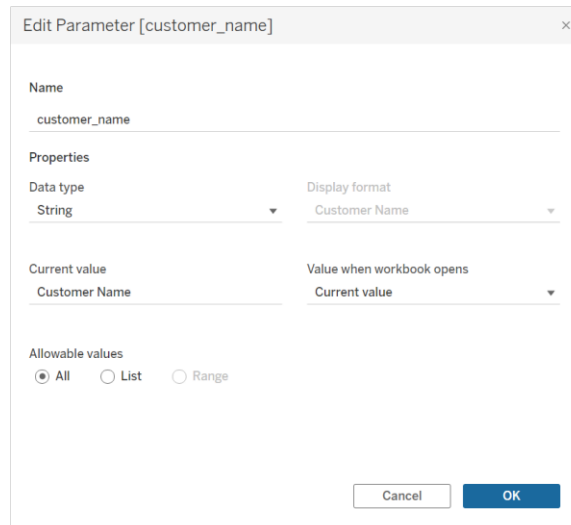 Edit Parameter [customer_name] ×
Name
customer_name
Properties
Data type Display format
String Customer Name
Current value Value when workbook opens
Customer Name Current value
Allowable values
All List Range
Cancel OK